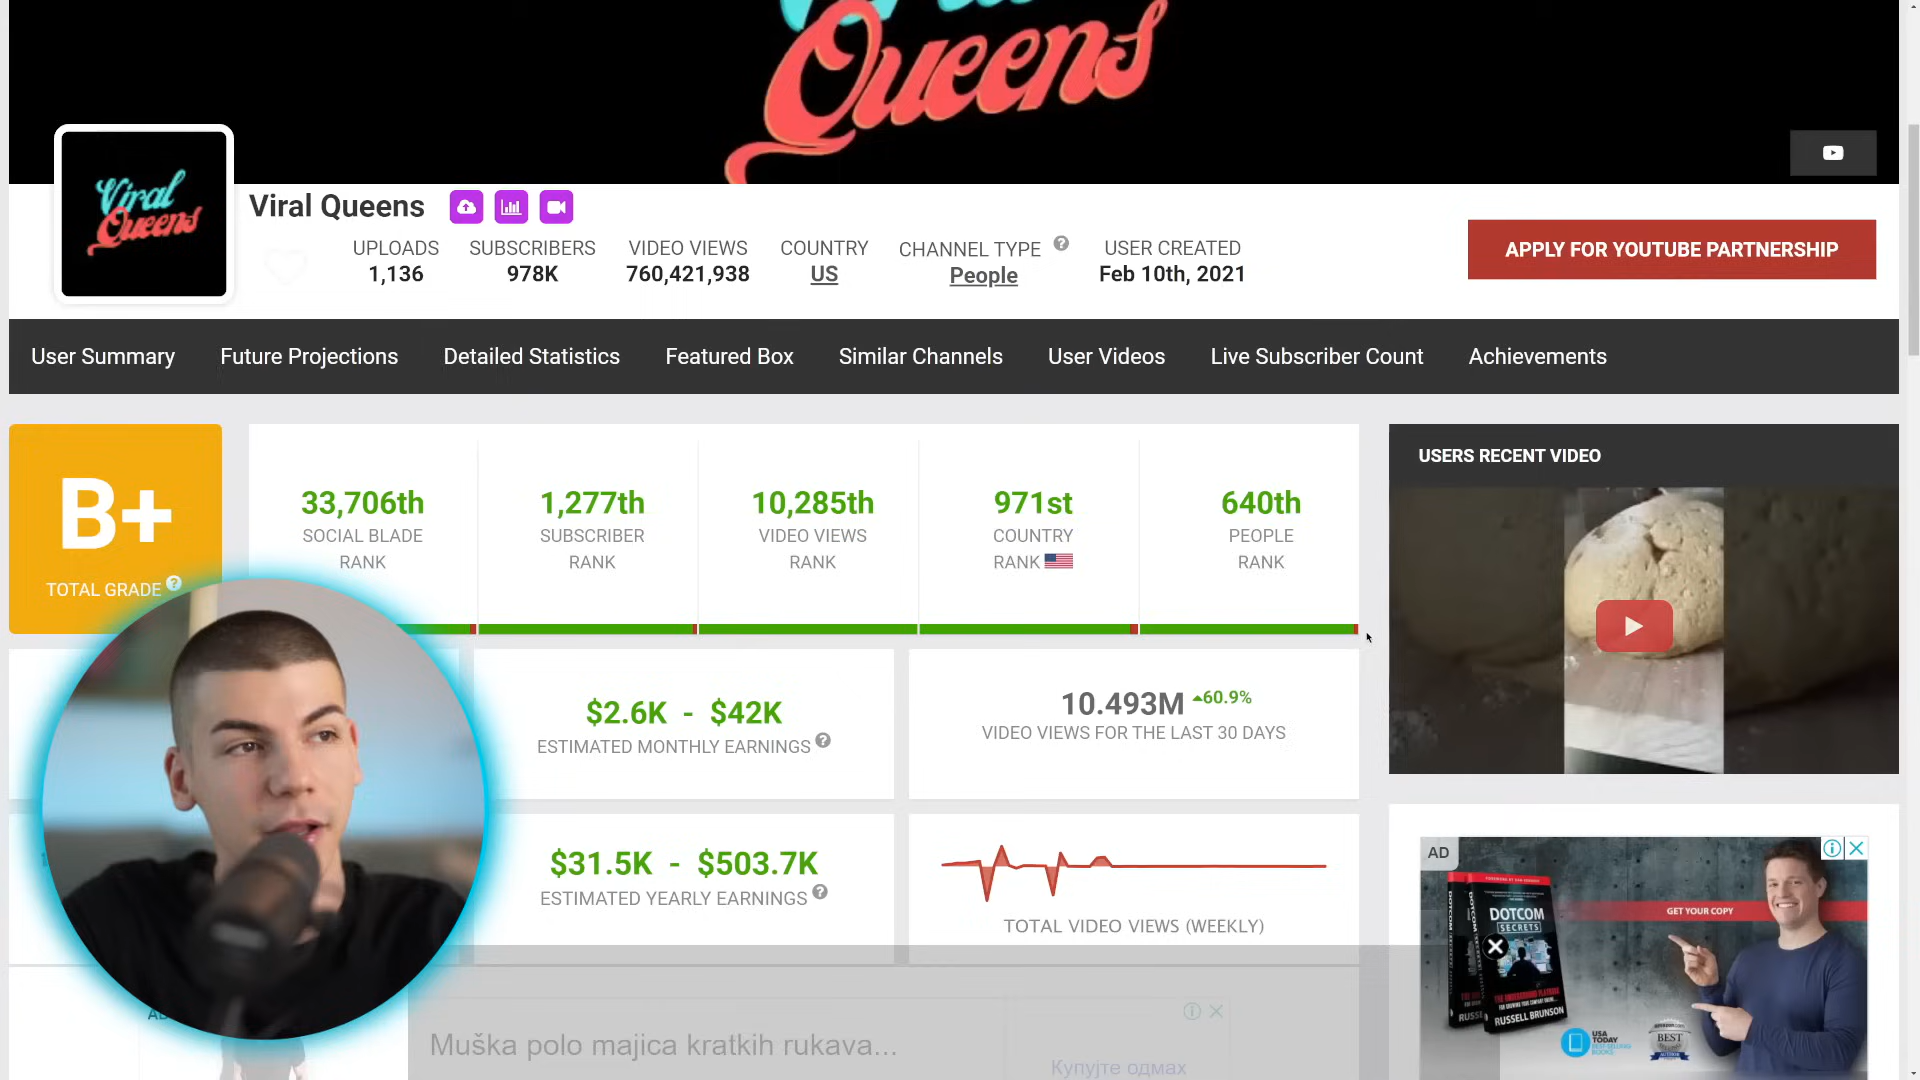 Queens
Viral
Queens
Viral Queens
UPLOADS
1,136
SUBSCRIBERS
978K
VIDEO VIEWS
760,421,938
COUNTRY
US
CHANNEL TYPE
People
USER CREATED
Feb 10th, 2021
APPLY FOR YOUTUBE PARTNERSHIP
User Summary
Future Projections
Detailed Statistics
Featured Box
Similar Channels
User Videos
Live Subscriber Count
Achievements
B+
TOTAL GRADE
33,706th
SOCIAL BLADE
RANK
1,277th
SUBSCRIBER
RANK
10,285th
VIDEO VIEWS
RANK
971st
COUNTRY
RANK
640th
PEOPLE
RANK
USERS RECENT VIDEO
$2.6K - $42K
ESTIMATED MONTHLY EARNINGS
10.493M 60.9%
VIDEO VIEWS FOR THE LAST 30 DAYS
$31.5K - $503.7K
ESTIMATED YEARLY EARNINGS
TOTAL VIDEO VIEWS (WEEKLY)
AD
GET YOUR COPY
DOTCOM
SECRETS
RUSSELL BRUNSON
USA
TODAY
BEST
Muška polo majica kratkih rukava...
Купујте одмах